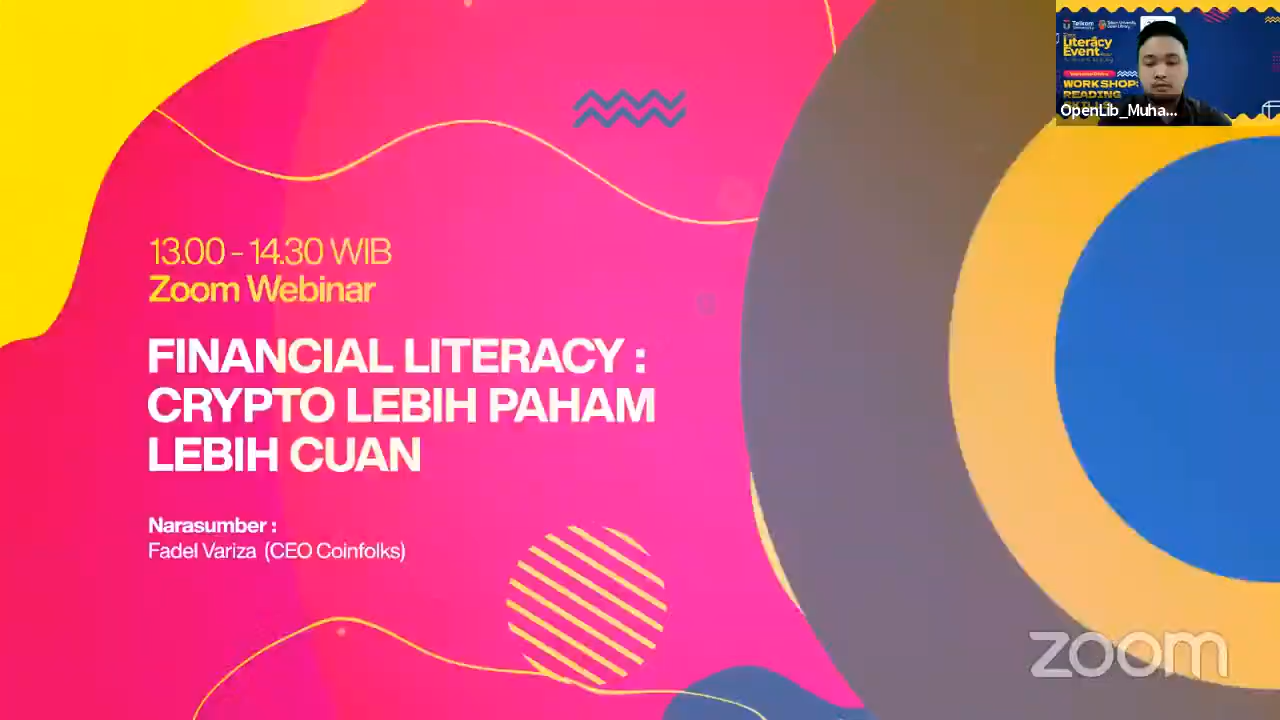 13.00 - 14.30 WIB
Zoom Webinar
FINANCIAL LITERACY :
CRYPTO LEBIH PAHAM
LEBIH CUAN
Narasumber :
Fadel Variza (CEO Coinfolks)
Telkom
Literacy
Event
WORKSHOP:
READING
OpenLib_Muha...
zoom